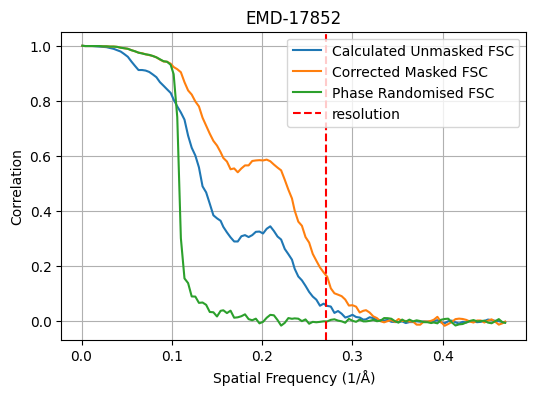 EMD-17852
Calculated Unmasked FSC
Corrected Masked FSC
Phase Randomised FSC
resolution
Correlation
1.0
0.8
0.6
0.4
0.2
0.0
0.0 0.1 0.2 0.3 0.4
Spatial Frequency (1/Å)